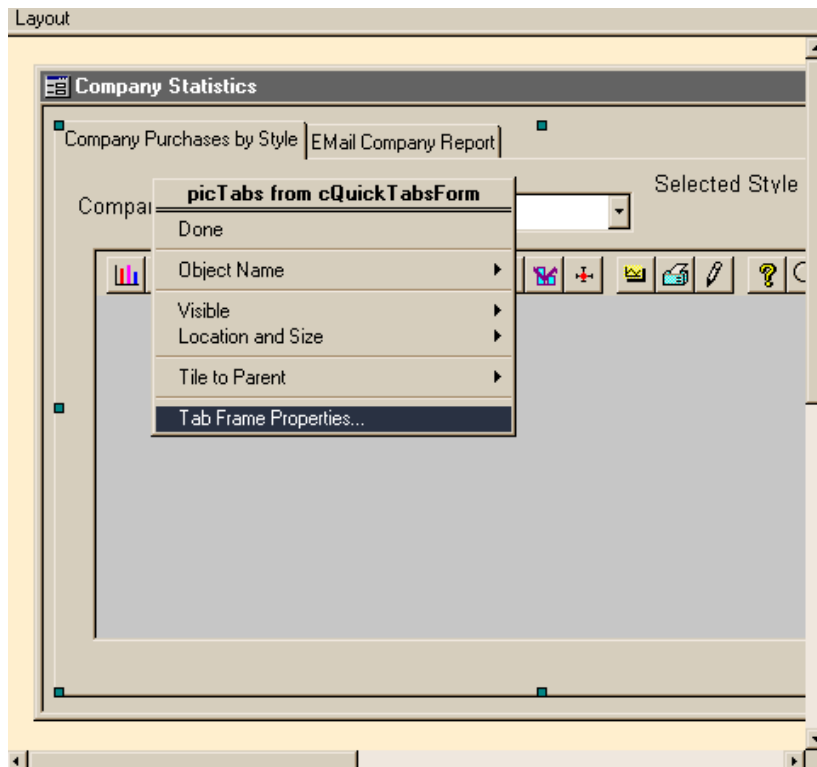 Layout
Company Statistics
Company Purchases by Style
EMail Company Report
Selected Style
Compa
picTabs from cQuickTabsForm
Done
Object Name
Visible
Location and Size
Tile to Parent
Tab Frame Properties...